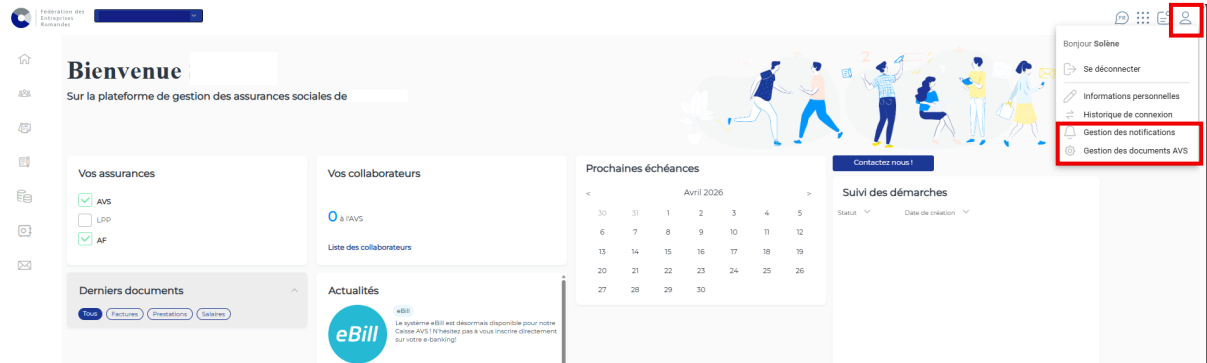 Fédération des
Entreprises
Romandes
FR
Bonjour Solène
Se déconnecter
Informations personnelles
Historique de connexion
Gestion des notifications
Gestion des documents AVS
Bienvenue
Sur la plateforme de gestion des assurances sociales de
Vos assurances
AVS
LPP
AF
Vos collaborateurs
0 à l'AVS
Liste des collaborateurs
Prochaines échéances
< Avril 2026 >
30 31 1 2 3 4 5
6 7 8 9 10 11 12
13 14 15 16 17 18 19
20 21 22 23 24 25 26
27 28 29 30
Contactez nous !
Suivi des démarches
Statut Date de création
Derniers documents
Tous Factures Prestations Salaires
Actualités
eBill
eBill
Le système eBill est désormais disponible pour notre
Caisse AVS ! N'hésitez pas à vous inscrire directement
sur votre e-banking!